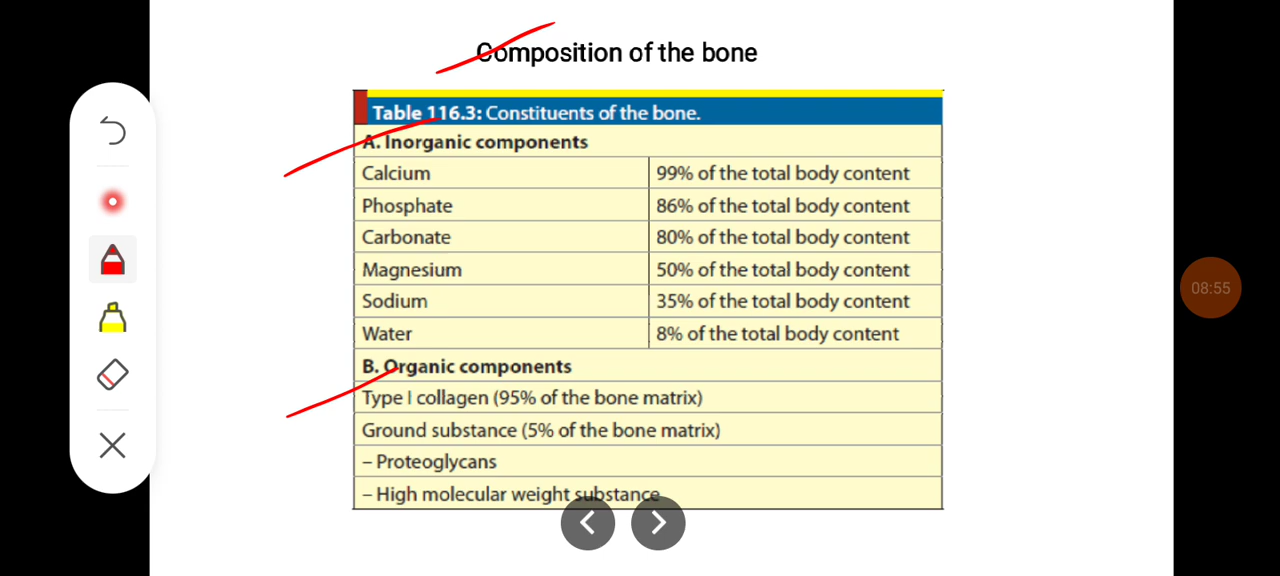 Composition of the bone
Table 116.3: Constituents of the bone.
A. Inorganic components
Calcium 99% of the total body content
Phosphate 86% of the total body content
Carbonate 80% of the total body content
Magnesium 50% of the total body content
Sodium 35% of the total body content
Water 8% of the total body content
B. Organic components
Type I collagen (95% of the bone matrix)
Ground substance (5% of the bone matrix)
– Proteoglycans
– High molecular weight substance
08:55